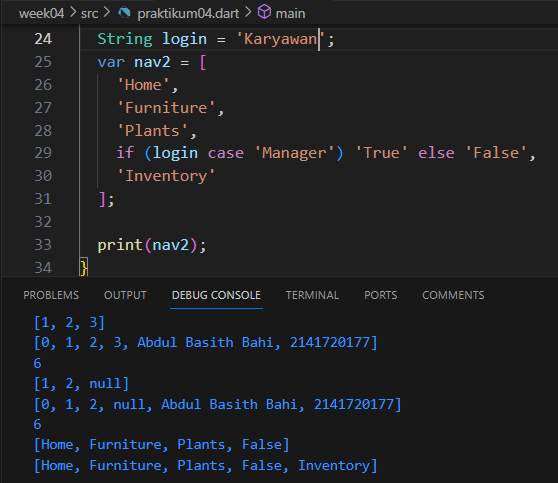 week04 > src > praktikum04.dart > main
24 String login = 'Karyawan';
25 var nav2 = [
26 'Home',
27 'Furniture',
28 'Plants',
29 if (login case 'Manager') 'True' else 'False',
30 'Inventory'
31 ];
32
33 print(nav2);
34 }
PROBLEMS OUTPUT DEBUG CONSOLE TERMINAL PORTS COMMENTS
[1, 2, 3]
[0, 1, 2, 3, Abdul Basith Bahi, 2141720177]
6
[1, 2, null]
[0, 1, 2, null, Abdul Basith Bahi, 2141720177]
6
[Home, Furniture, Plants, False]
[Home, Furniture, Plants, False, Inventory]